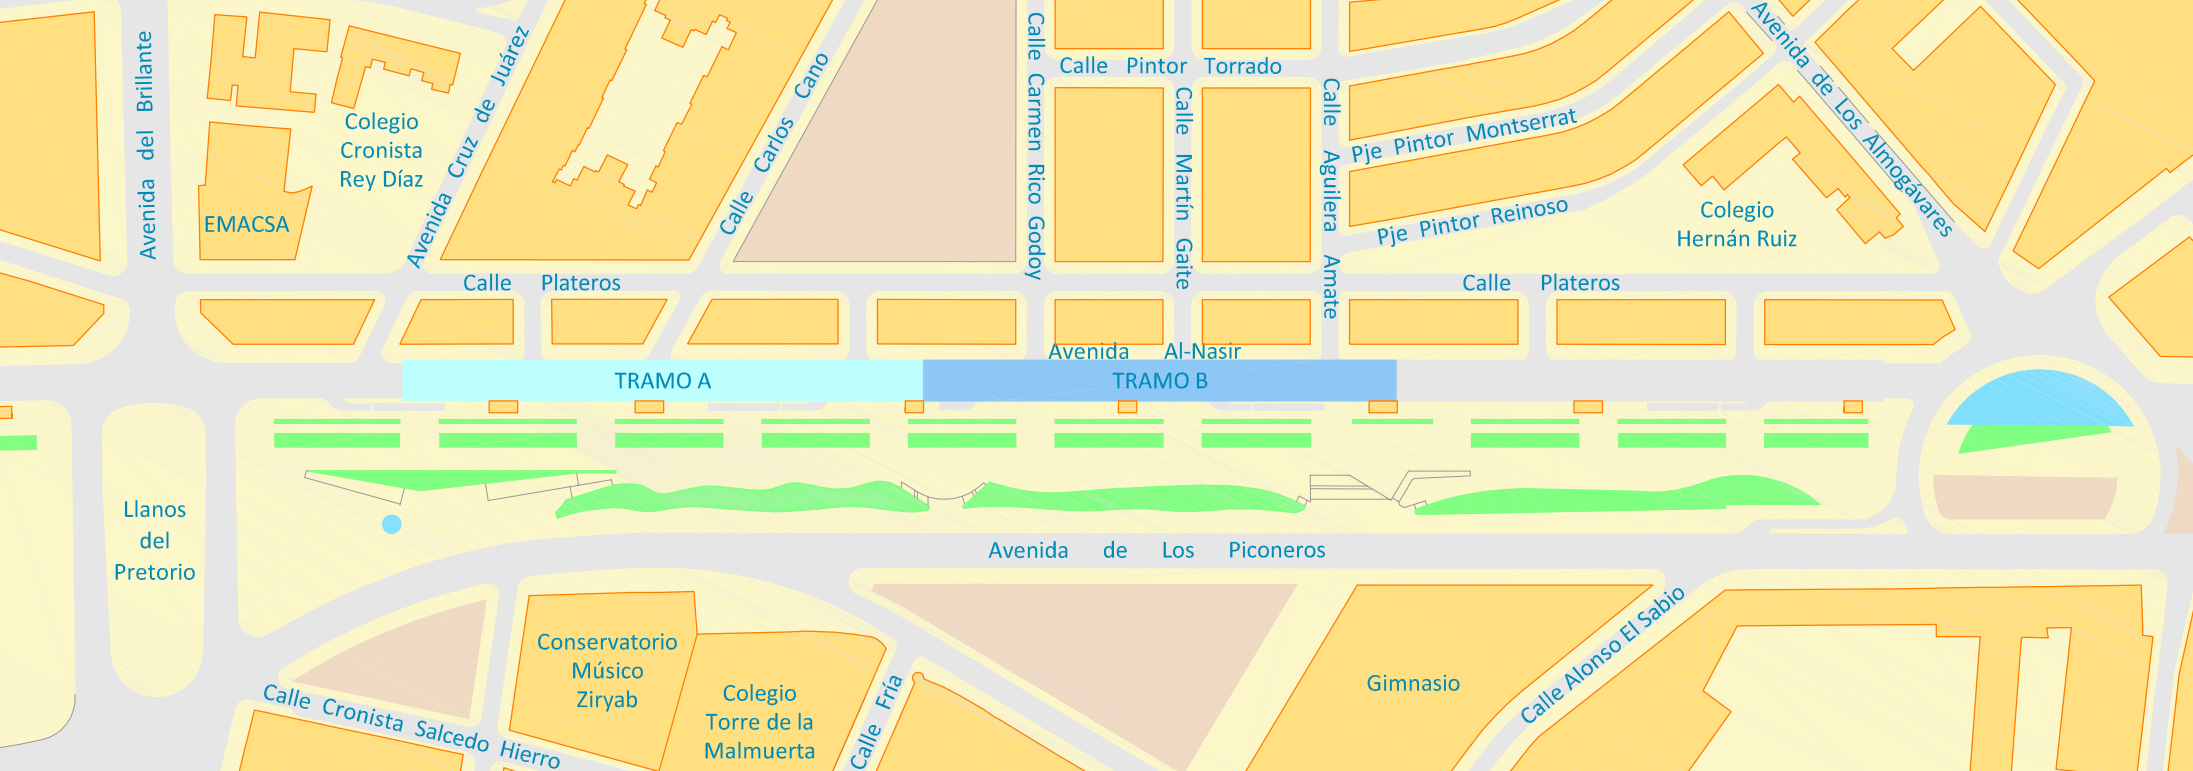 Avenida del Brillante
Colegio
Cronista
Rey Díaz
EMACSA
Avenida Cruz de Juárez
Calle Carlos Cano
Calle Carmen Rico Godoy
Calle Pintor Torrado
Calle Martín Gaite
Calle Aguilera Amate
Pje Pintor Montserrat
Pje Pintor Reinoso
Avenida de Los Almogávares
Colegio
Hernán Ruiz
Calle Plateros
Calle Plateros
Avenida Al-Nasir
TRAMO A
TRAMO B
Llanos
del
Pretorio
Avenida de Los Piconeros
Conservatorio
Músico
Ziryab
Colegio
Torre de la
Malmuerta
Calle Fría
Gimnasio
Calle Alonso El Sabio
Calle Cronista Salcedo Hierro